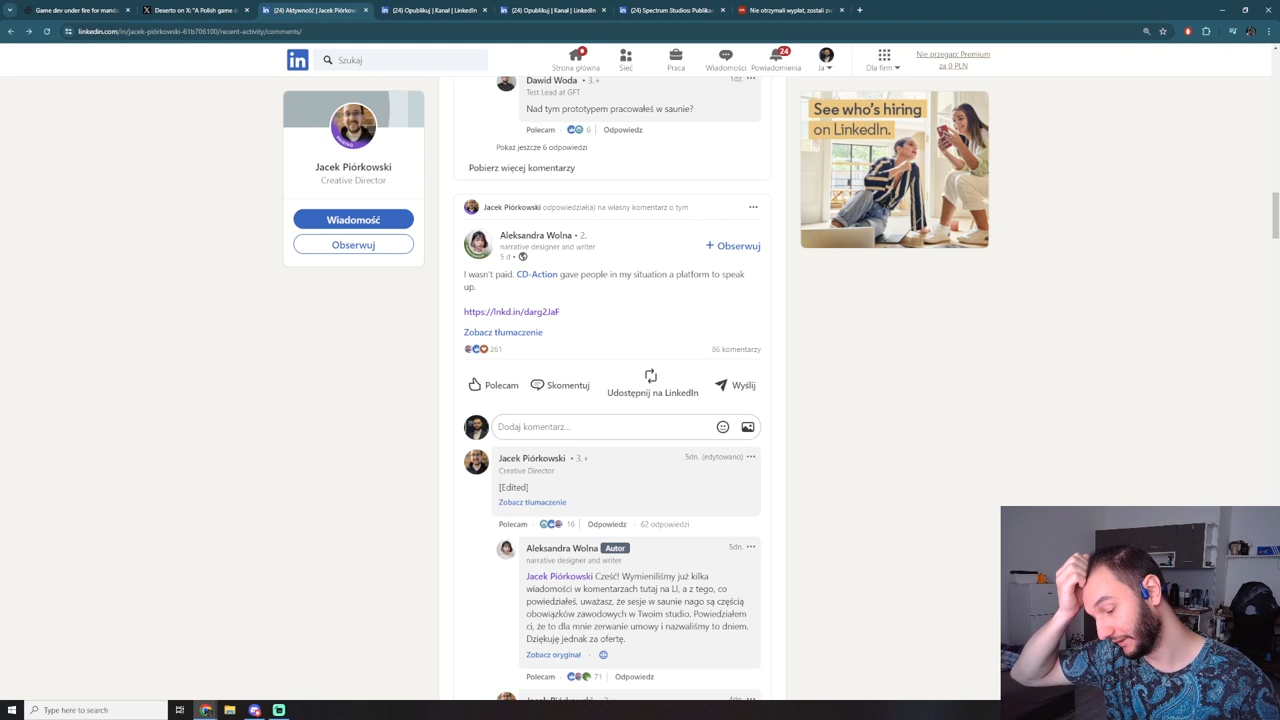 Game dev under fire for manda
Dexerto on X: "A Polish game d
(24) Aktywność | Jacek Piórkow
(24) Opublikuj | Kanał | LinkedIn
(24) Opublikuj | Kanał | LinkedIn
(24) Spectrum Studios: Publika
Nie otrzymali wypłat, zostali zw
linkedin.com/in/jacek-piórkowski-61b706100/recent-activity/comments/
in
Szukaj
Strona główna
Sieć
Praca
Wiadomości
24
Powiadomienia
Ja
Dla firm
Nie przegap: Premium
za 0 PLN
Jacek Piórkowski
Creative Director
Wiadomość
Obserwuj
Dawid Woda • 3.+
1dz.
Test Lead at GFT
Nad tym prototypem pracowałeś w saunie?
Polecam · 6 | Odpowiedz
Pokaż jeszcze 6 odpowiedzi
Pobierz więcej komentarzy
Jacek Piórkowski odpowiedział(a) na własny komentarz o tym
Aleksandra Wolna • 2.
narrative designer and writer
5 d •
+ Obserwuj
I wasn't paid. CD-Action gave people in my situation a platform to speak
up.
https://lnkd.in/darg2JaF
Zobacz tłumaczenie
261
86 komentarzy
Polecam
Skomentuj
Udostępnij na LinkedIn
Wyślij
Dodaj komentarz...
Jacek Piórkowski • 3.+
5dn. (edytowano)
Creative Director
[Edited]
Zobacz tłumaczenie
Polecam · 16 | Odpowiedz · 62 odpowiedzi
Aleksandra Wolna Autor
5dn.
narrative designer and writer
Jacek Piórkowski Cześć! Wymieniliśmy już kilka
wiadomości w komentarzach tutaj na LI, a z tego, co
powiedziałeś, uważasz, że sesje w saunie nago są częścią
obowiązków zawodowych w Twoim studio. Powiedziałem
ci, że to dla mnie zerwanie umowy i nazwaliśmy to dniem.
Dziękuję jednak za ofertę.
Zobacz oryginał ·
Polecam · 71 | Odpowiedz
See who's hiring
on LinkedIn.
Type here to search